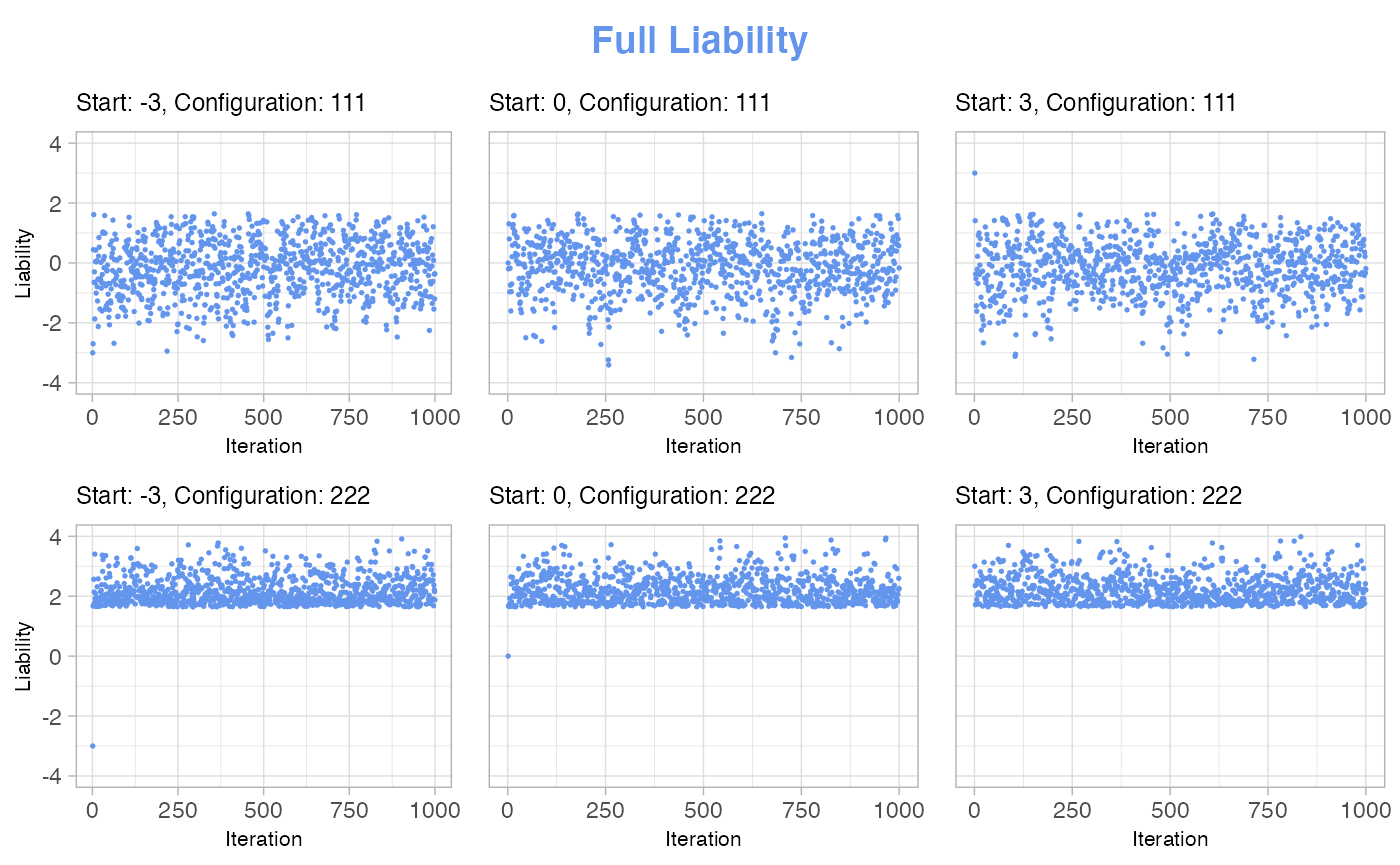 Full Liability
Start: -3, Configuration: 111
Start: 0, Configuration: 111
Start: 3, Configuration: 111
Liability
4
2
0
-2
-4
0 250 500 750 1000
0 250 500 750 1000
0 250 500 750 1000
Iteration
Iteration
Iteration
Start: -3, Configuration: 222
Start: 0, Configuration: 222
Start: 3, Configuration: 222
Liability
4
2
0
-2
-4
0 250 500 750 1000
0 250 500 750 1000
0 250 500 750 1000
Iteration
Iteration
Iteration